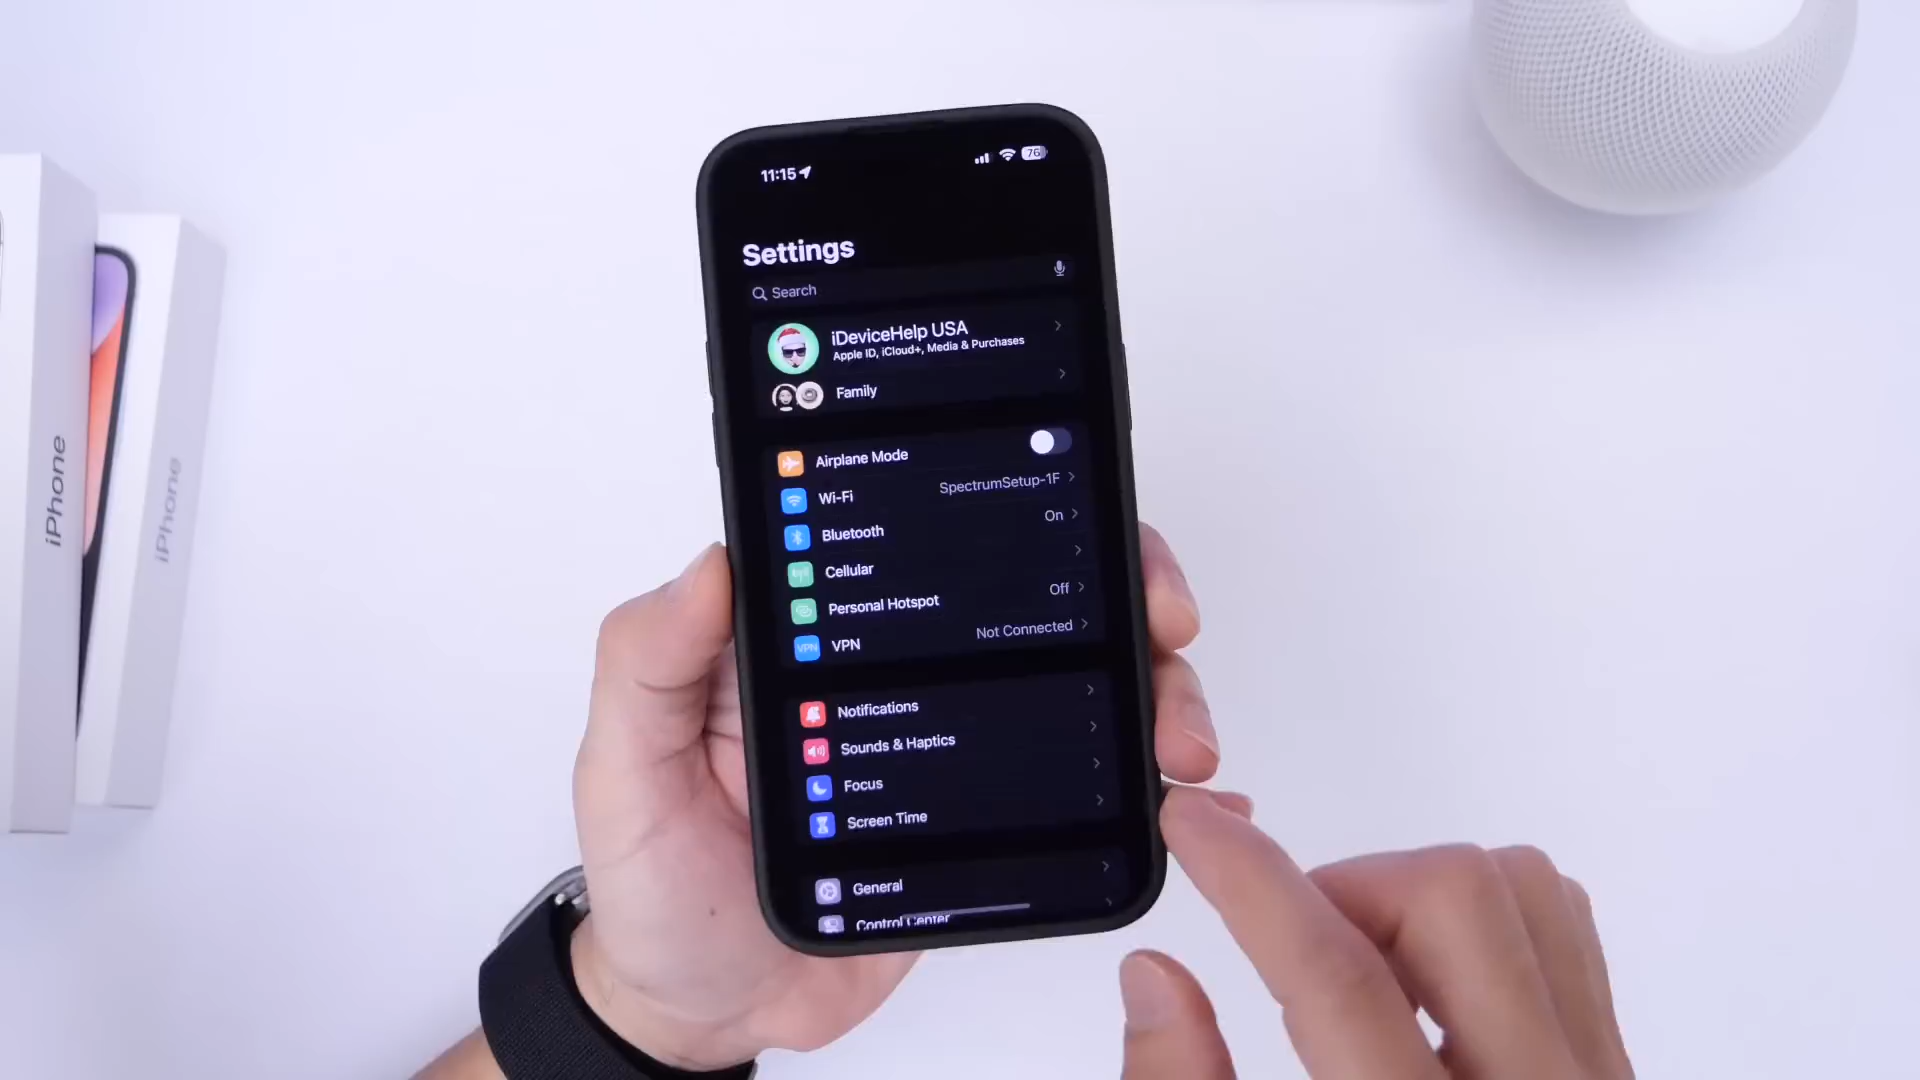 11:15
76
Settings
Search
iDeviceHelp USA
Apple ID, iCloud+, Media & Purchases
Family
Airplane Mode
Wi-Fi SpectrumSetup-1F
Bluetooth On
Cellular
Personal Hotspot Off
VPN VPN Not Connected
Notifications
Sounds & Haptics
Focus
Screen Time
General
Control Center
iPhone
iPhone